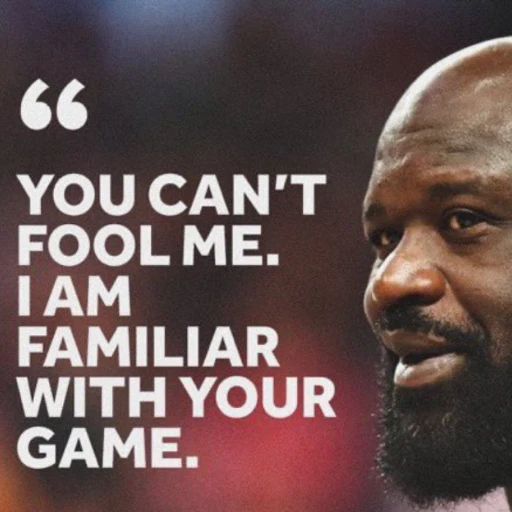 “
YOU CAN’T
FOOL ME.
I AM
FAMILIAR
WITH YOUR
GAME.